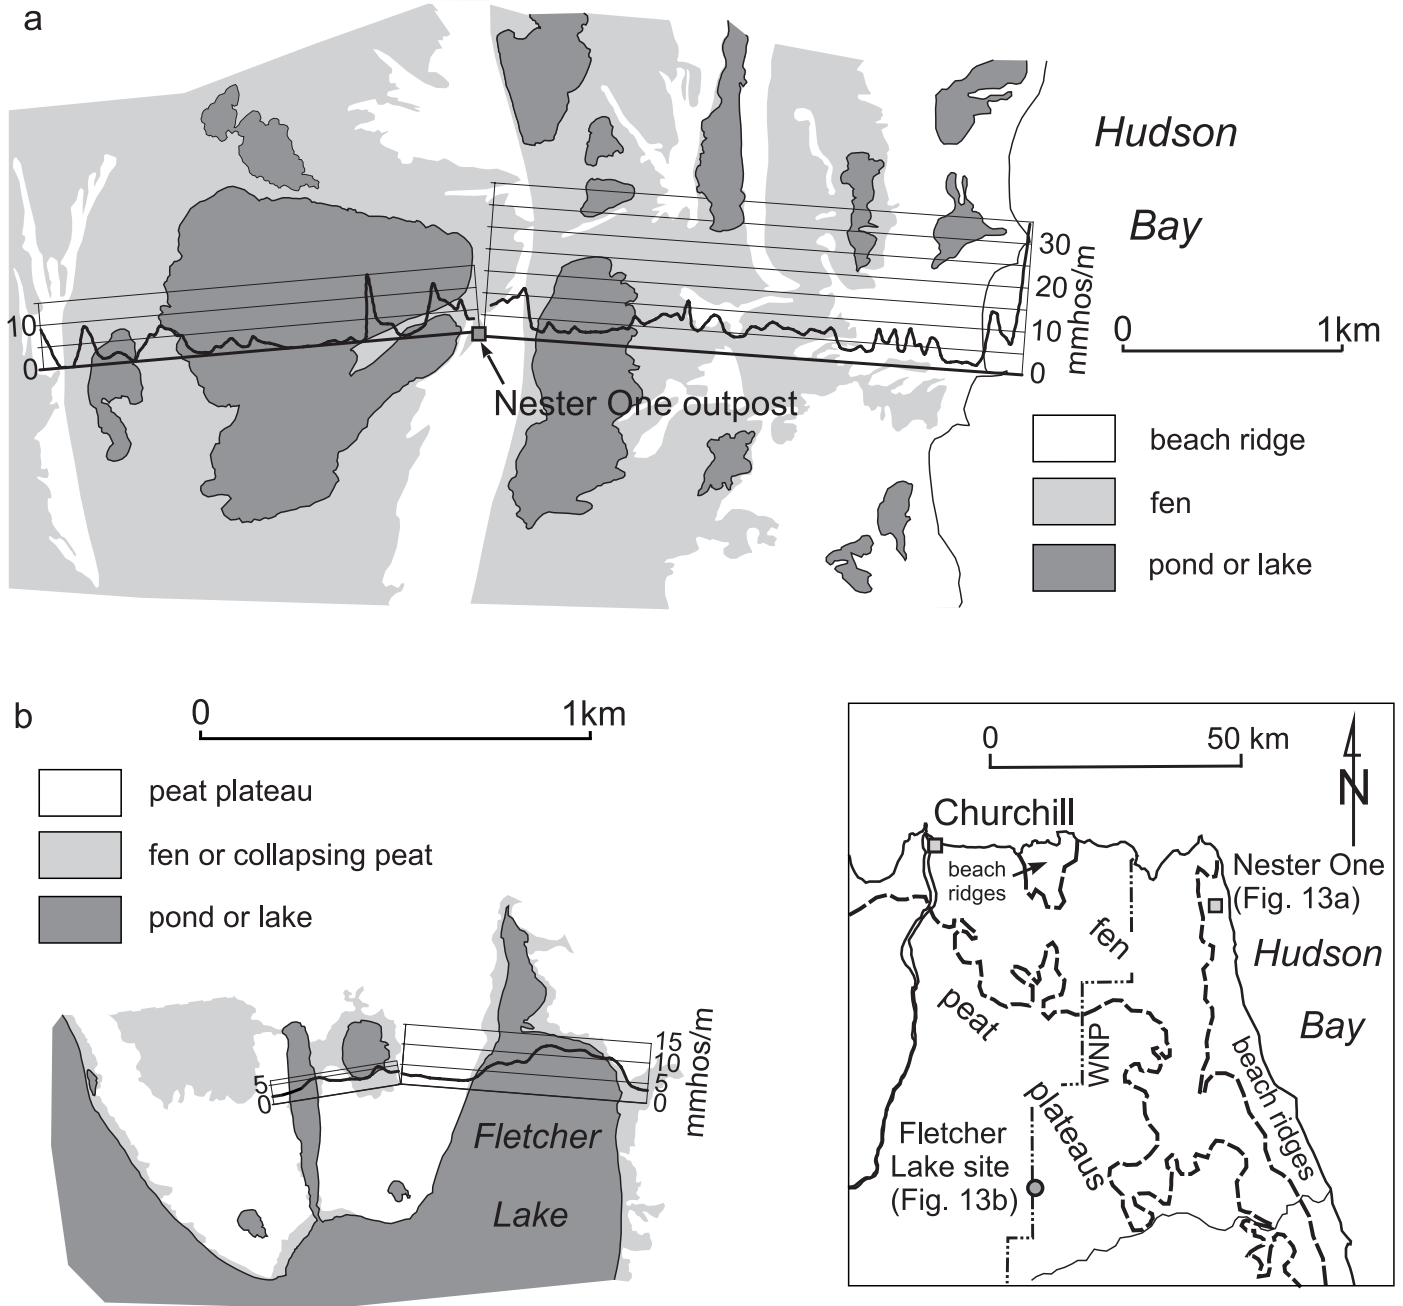 a
Hudson
Bay
30
20
10
0
mmhos/m
10
0
0 1km
Nester One outpost
beach ridge
fen
pond or lake
b
0 1km
peat plateau
fen or collapsing peat
pond or lake
5
0
15
10
5
0
mmhos/m
Fletcher
Lake
0 50 km
N
Churchill
beach
ridges
Nester One
(Fig. 13a)
fen
Hudson
Bay
peat
WNP
plateaus
beach ridges
Fletcher
Lake site
(Fig. 13b)